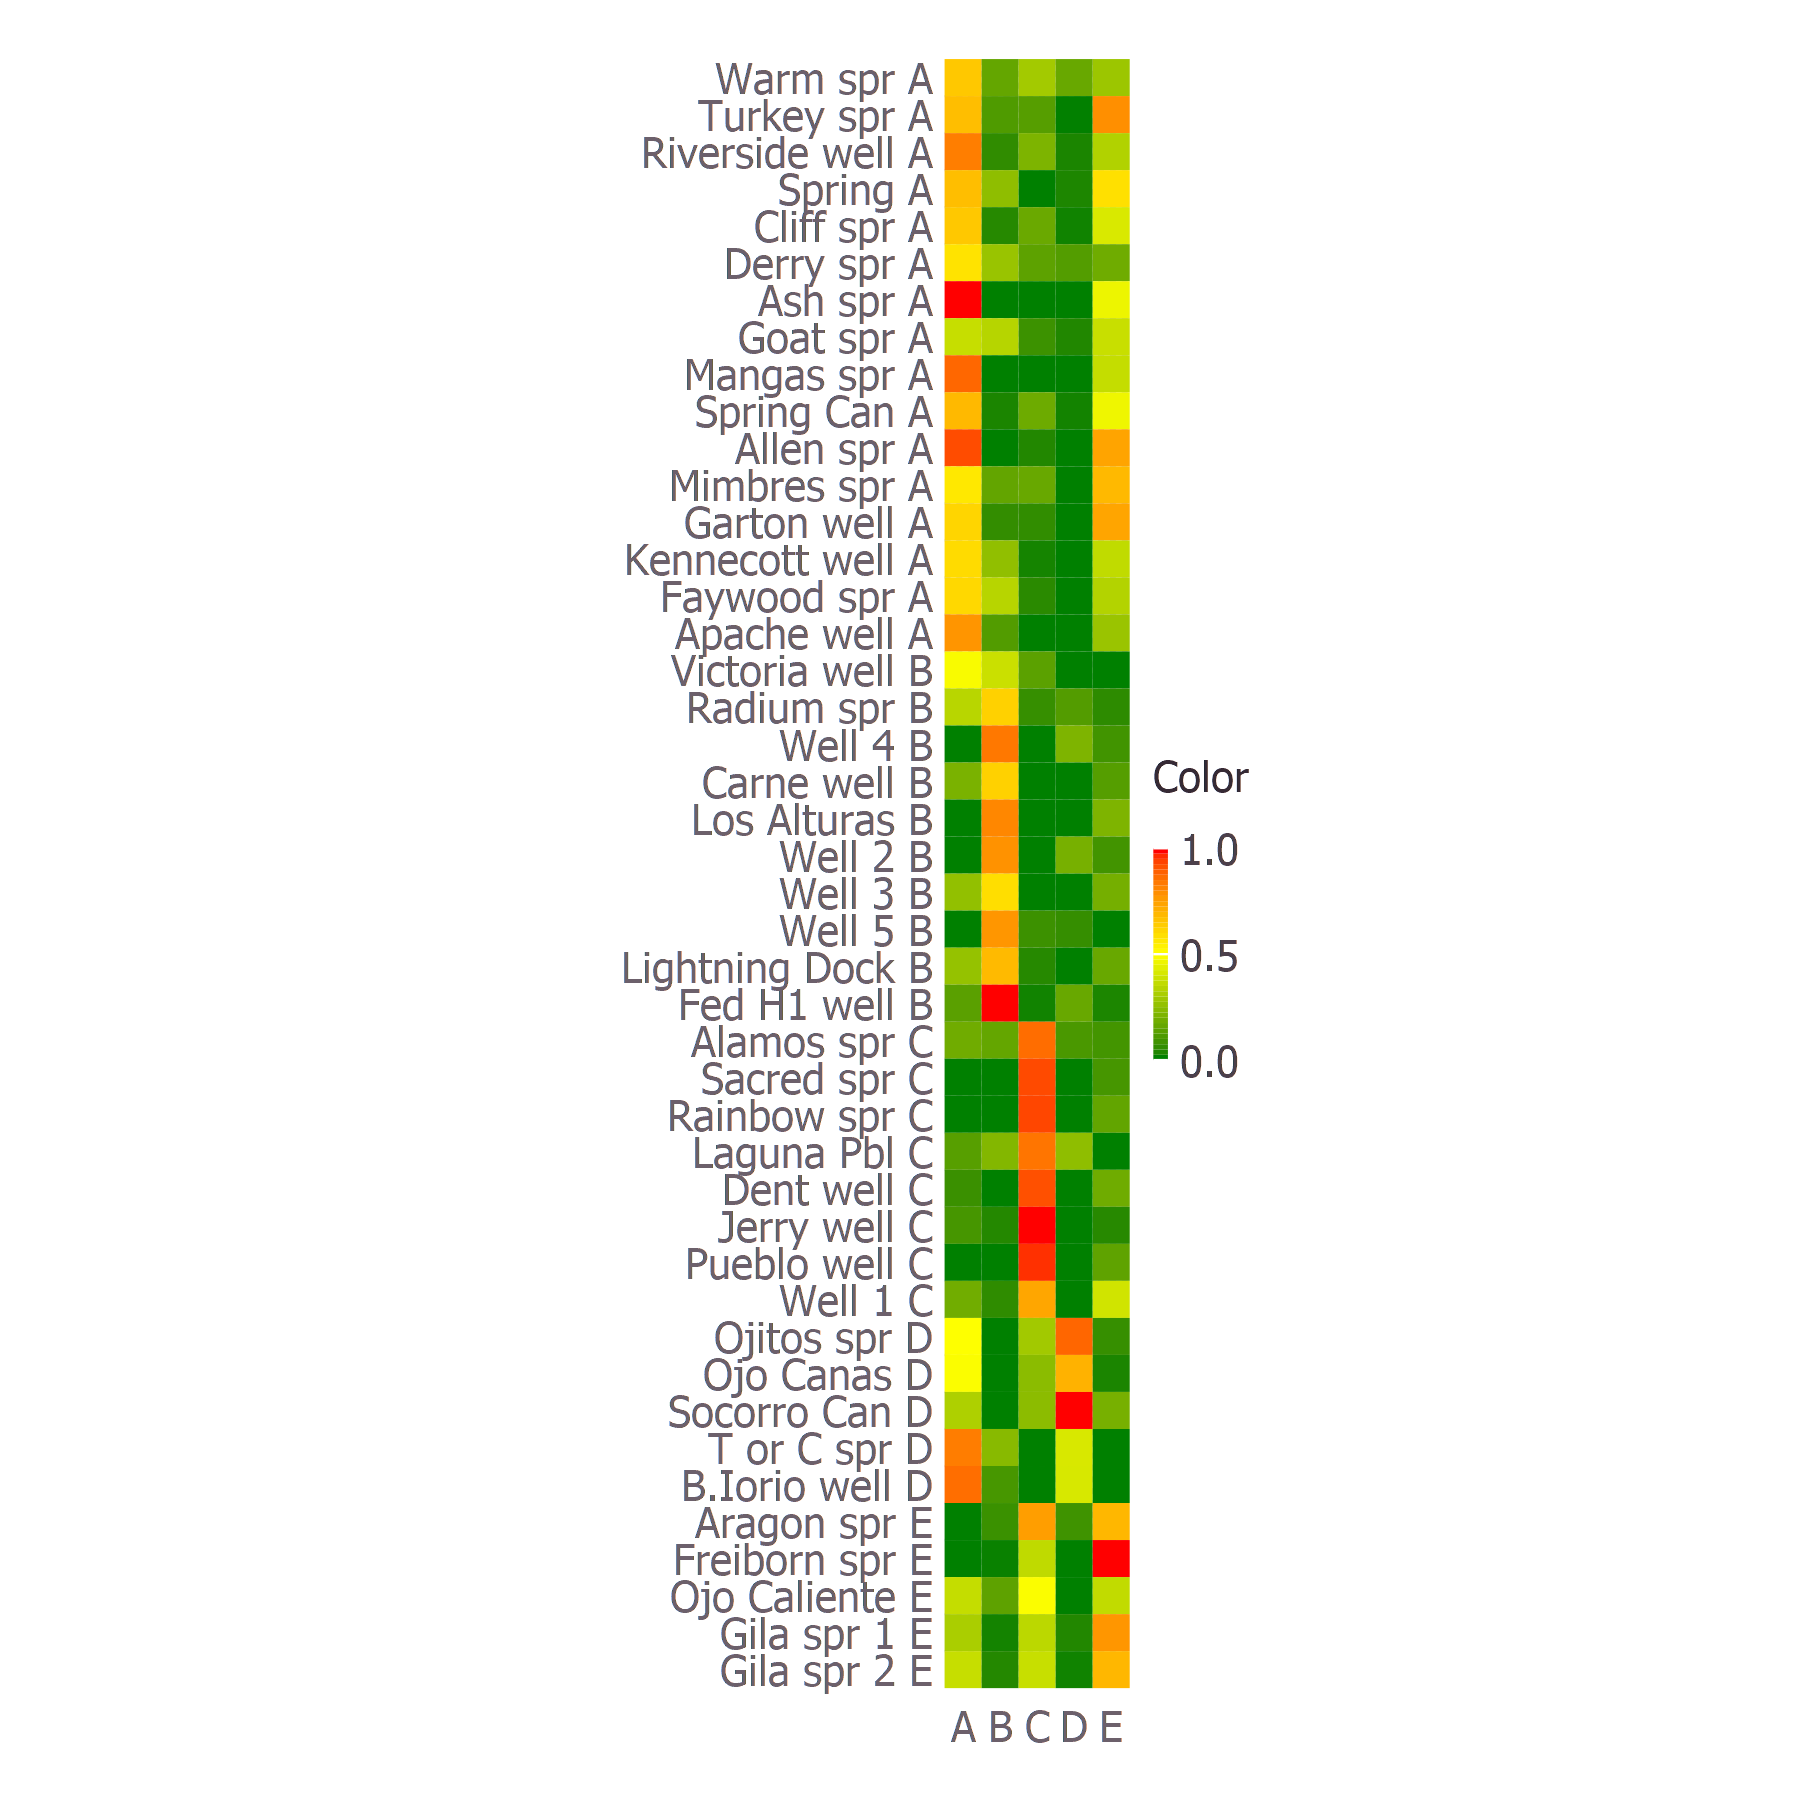 Warm spr A
Turkey spr A
Riverside well A
Spring A
Cliff spr A
Derry spr A
Ash spr A
Goat spr A
Mangas spr A
Spring Can A
Allen spr A
Mimbres spr A
Garton well A
Kennecott well A
Faywood spr A
Apache well A
Victoria well B
Radium spr B
Well 4 B
Carne well B
Los Alturas B
Well 2 B
Well 3 B
Well 5 B
Lightning Dock B
Fed H1 well B
Alamos spr C
Sacred spr C
Rainbow spr C
Laguna Pbl C
Dent well C
Jerry well C
Pueblo well C
Well 1 C
Ojitos spr D
Ojo Canas D
Socorro Can D
T or C spr D
B.Iorio well D
Aragon spr E
Freiborn spr E
Ojo Caliente E
Gila spr 1 E
Gila spr 2 E
A B C D E
Color
1.0
0.5
0.0